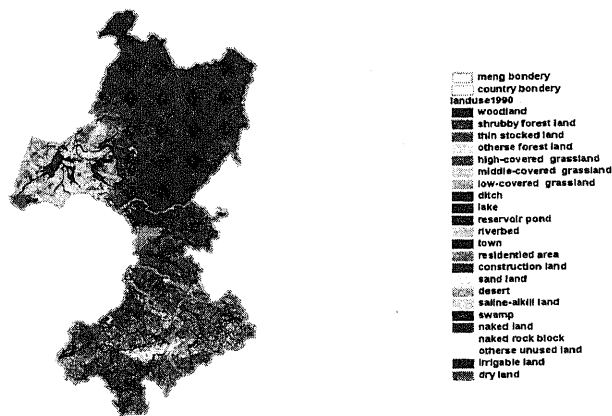 meng bondery
country bondery
landuse1990
woodland
shrubby forest land
thin stocked land
otherse forest land
high-covered grassland
middle-covered grassland
low-covered grassland
ditch
lake
reservoir pond
riverbed
town
residentied area
construction land
sand land
desert
saline-alkili land
swamp
naked land
naked rock block
otherse unused land
irrigable land
dry land